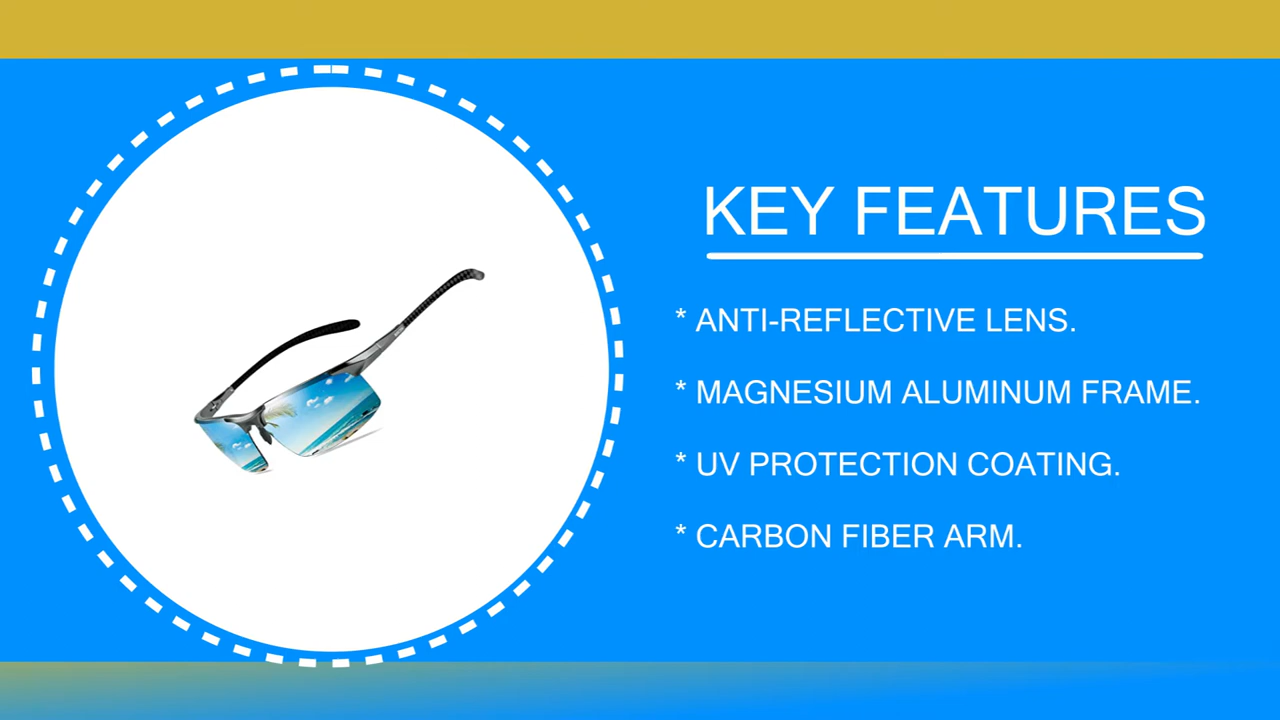 KEY FEATURES
* ANTI-REFLECTIVE LENS.
* MAGNESIUM ALUMINUM FRAME.
* UV PROTECTION COATING.
* CARBON FIBER ARM.